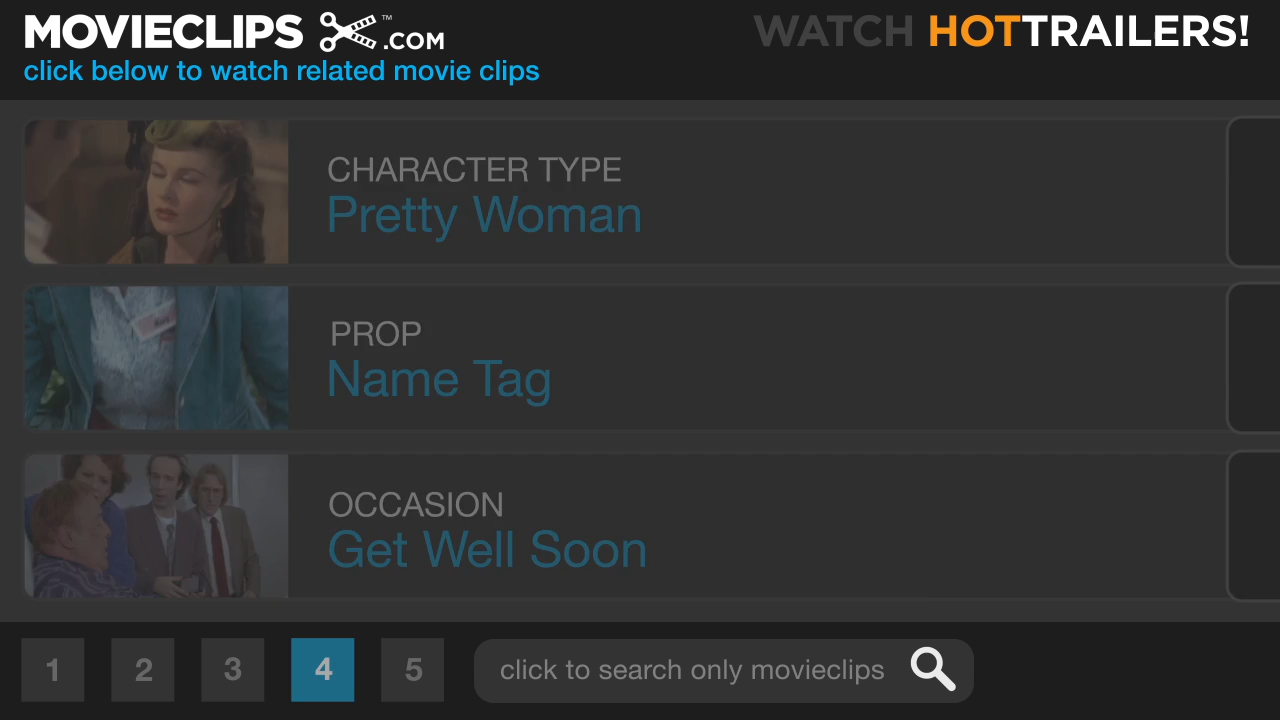 MOVIECLIPS ™ .COM
WATCH HOTTRAILERS!
click below to watch related movie clips
CHARACTER TYPE
Pretty Woman
PROP
Name Tag
OCCASION
Get Well Soon
1 2 3 4 5
click to search only movieclips